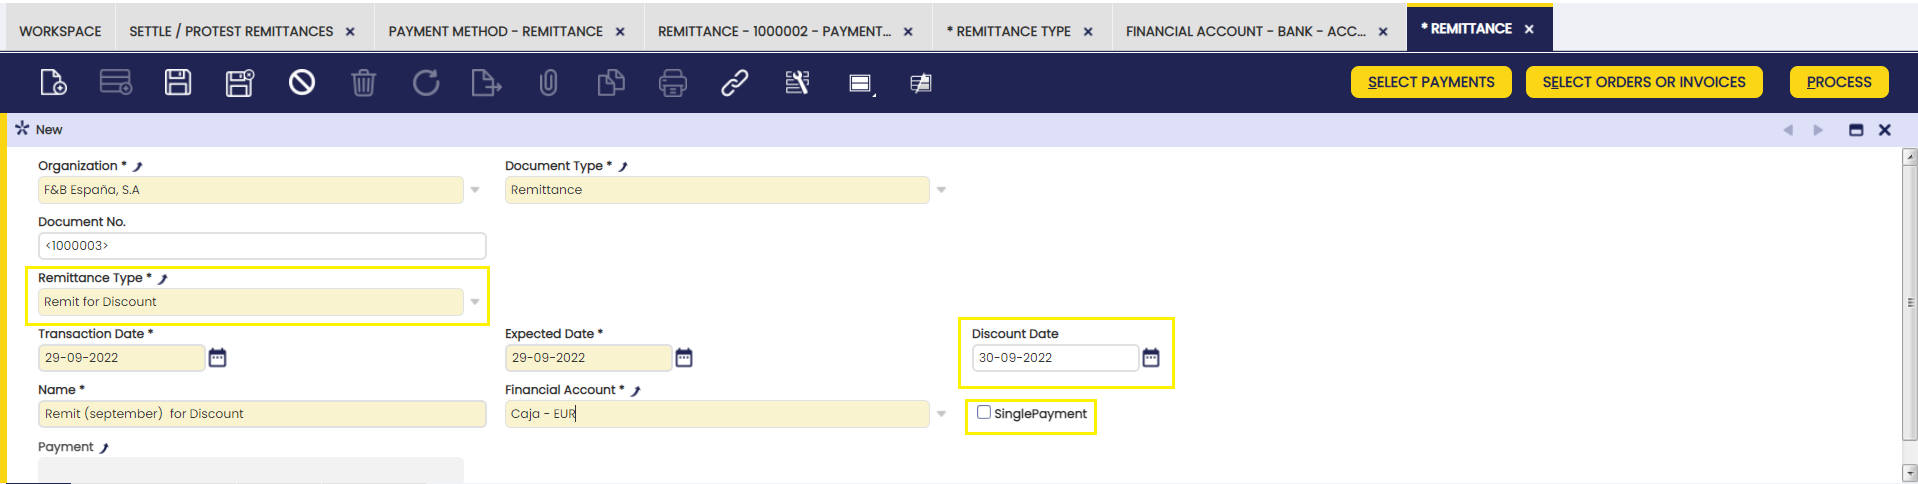 WORKSPACE SETTLE / PROTEST REMITTANCES × PAYMENT METHOD - REMITTANCE × REMITTANCE - 1000002 - PAYMENT... × * REMITTANCE TYPE × FINANCIAL ACCOUNT - BANK - ACC... × * REMITTANCE ×
SELECT PAYMENTS SELECT ORDERS OR INVOICES PROCESS
New
Organization * Document Type *
F&B España, S.A Remittance
Document No.
<1000003>
Remittance Type *
Remit for Discount
Transaction Date * Expected Date * Discount Date
29-09-2022 29-09-2022 30-09-2022
Name * Financial Account *
Remit (september)  for Discount Caja - EUR SinglePayment
Payment